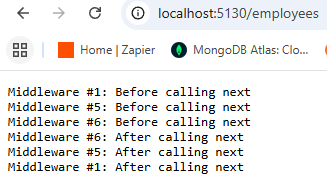 localhost:5130/employees
Home | Zapier
MongoDB Atlas: Clo...
Middleware #1: Before calling next
Middleware #5: Before calling next
Middleware #6: Before calling next
Middleware #6: After calling next
Middleware #5: After calling next
Middleware #1: After calling next